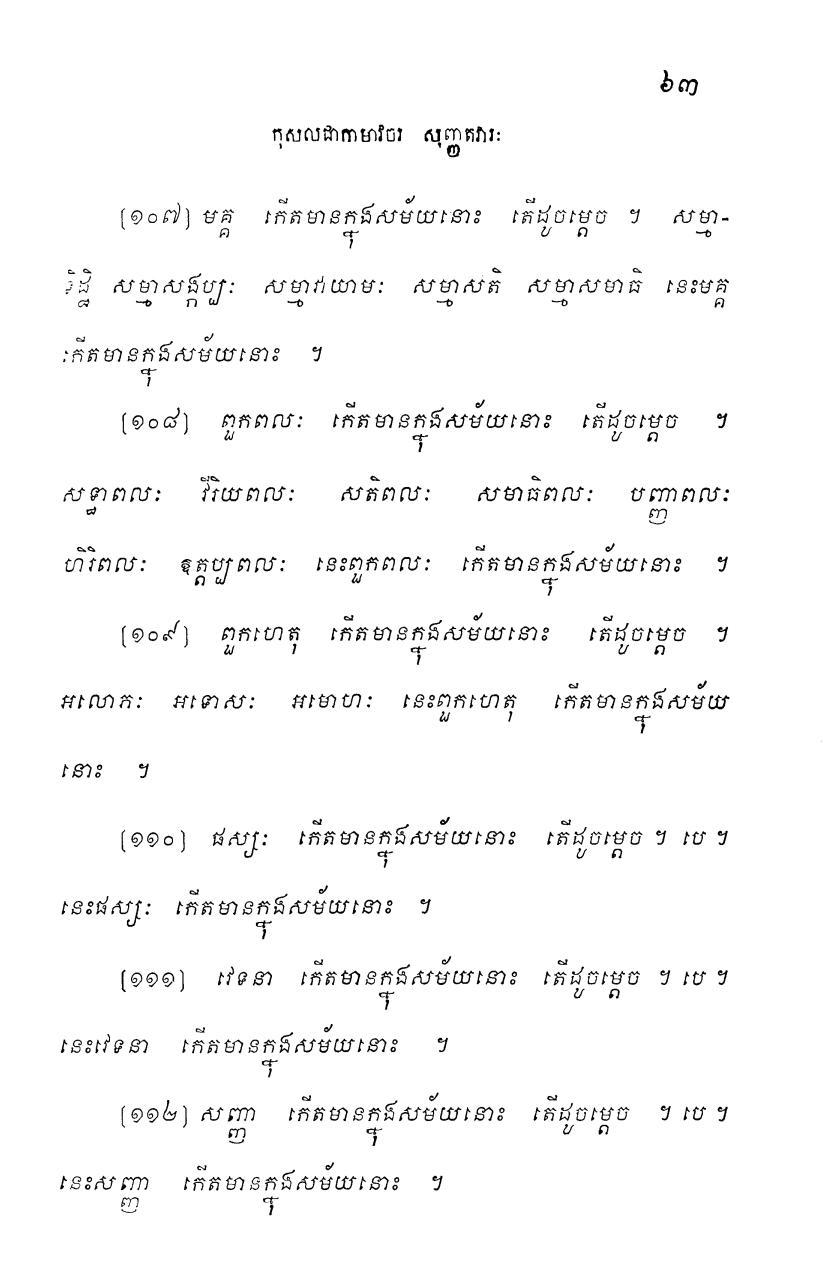 ៦៣
កុសលជាកាមាវចរ សុញ្ញតវារៈ
(១០៧) មគ្គ កើតមានក្នុងសម័យនោះ តើដូចម្ដេច ។ សម្មា-
ទិដ្ឋិ សម្មាសង្កប្បៈ សម្មាវាយាមៈ សម្មាសតិ សម្មាសមាធិ នេះមគ្គ
កើតមានក្នុងសម័យនោះ ។
(១០៨) ពួកពលៈ កើតមានក្នុងសម័យនោះ តើដូចម្ដេច ។
សទ្ធាពលៈ វីរិយពលៈ សតិពលៈ សមាធិពលៈ បញ្ញាពលៈ
ហិរិពលៈ ឱត្តប្បពលៈ នេះពួកពលៈ កើតមានក្នុងសម័យនោះ ។
(១០៩) ពួកហេតុ កើតមានក្នុងសម័យនោះ តើដូចម្ដេច ។
អលោភៈ អទោសៈ អមោហៈ នេះពួកហេតុ កើតមានក្នុងសម័យ
នោះ ។
(១១០) ផស្សៈ កើតមានក្នុងសម័យនោះ តើដូចម្ដេច ។ បេ ។
នេះផស្សៈ កើតមានក្នុងសម័យនោះ ។
(១១១) វេទនា កើតមានក្នុងសម័យនោះ តើដូចម្ដេច ។ បេ ។
នេះវេទនា កើតមានក្នុងសម័យនោះ ។
(១១២) សញ្ញា កើតមានក្នុងសម័យនោះ តើដូចម្ដេច ។ បេ ។
នេះសញ្ញា កើតមានក្នុងសម័យនោះ ។